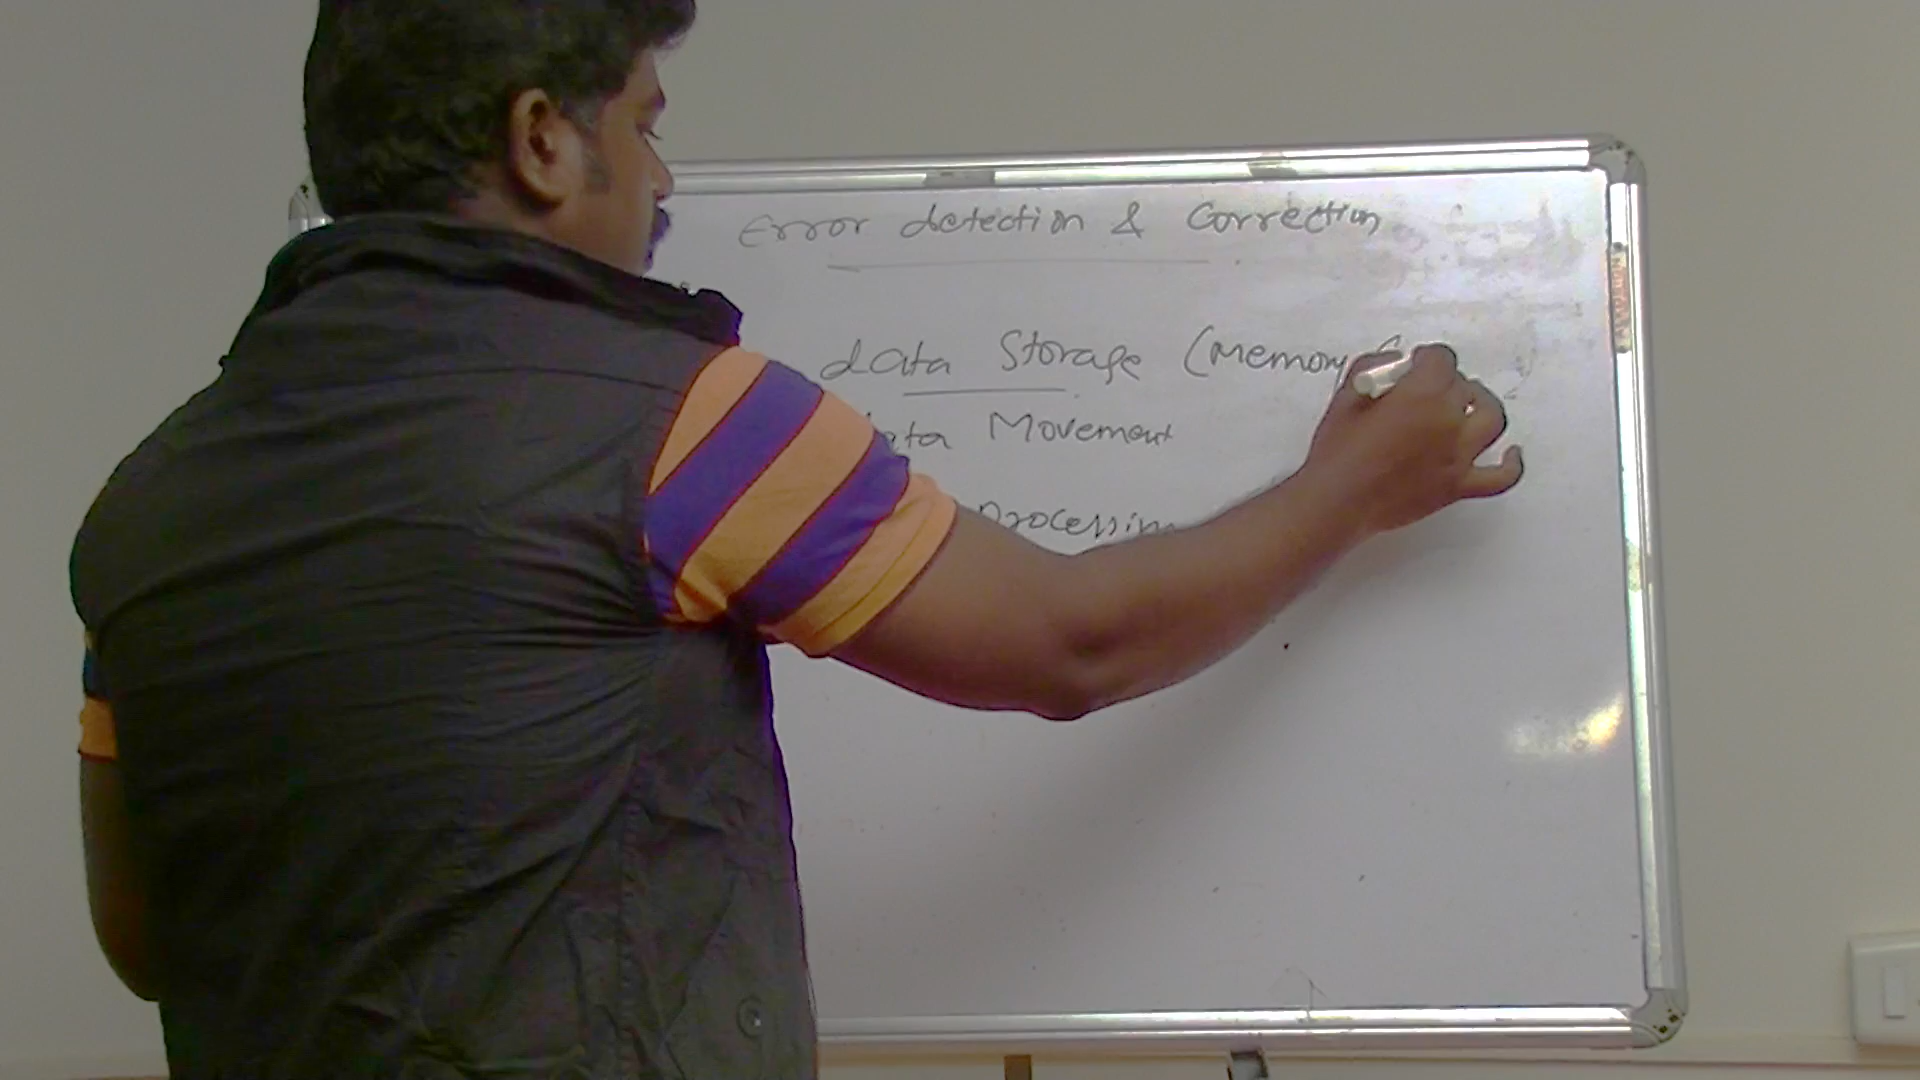 Error detection & Correction
data Storage (Memory
data Movement
processing